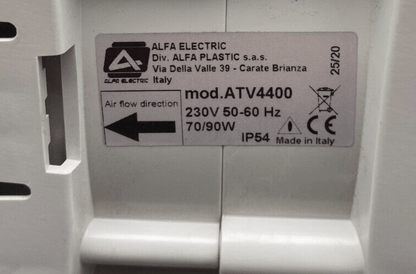 ALFA ELECTRIC
Div. ALFA PLASTIC s.a.s.
Via Della Valle 39 - Carate Brianza
Italy
ALFA ELECTRIC
25/20
Air flow direction
mod.ATV4400
230V 50-60 Hz
70/90W
IP54
CE
Made in Italy